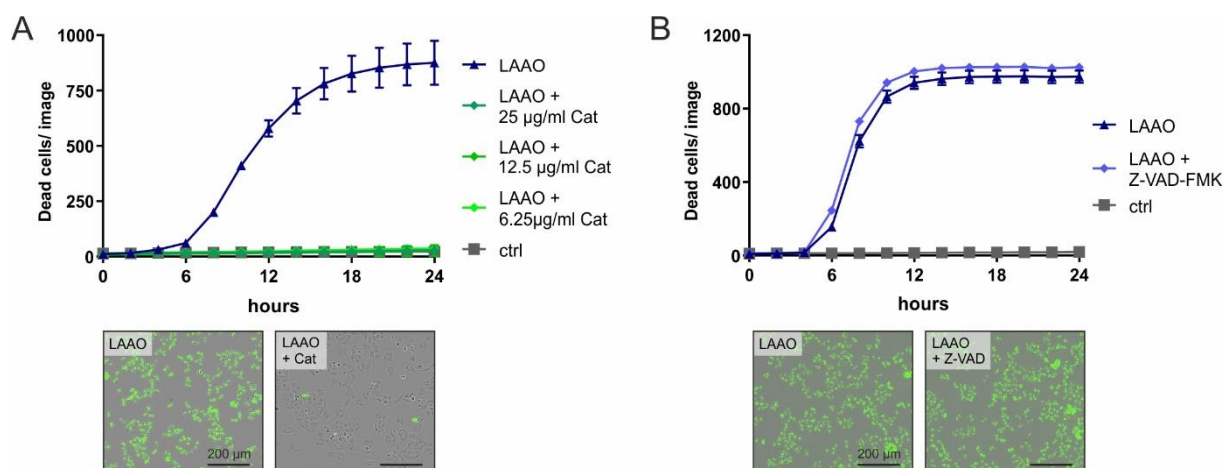 A
1000
750
500
250
0
Dead cells/ image
0 6 12 18 24
hours
LAAO
LAAO +
25 µg/ml Cat
LAAO +
12.5 µg/ml Cat
LAAO +
6.25µg/ml Cat
ctrl
LAAO
200 µm
LAAO
+ Cat
B
1200
800
400
0
Dead cells/ image
0 6 12 18 24
hours
LAAO
LAAO +
Z-VAD-FMK
ctrl
LAAO
200 µm
LAAO
+ Z-VAD